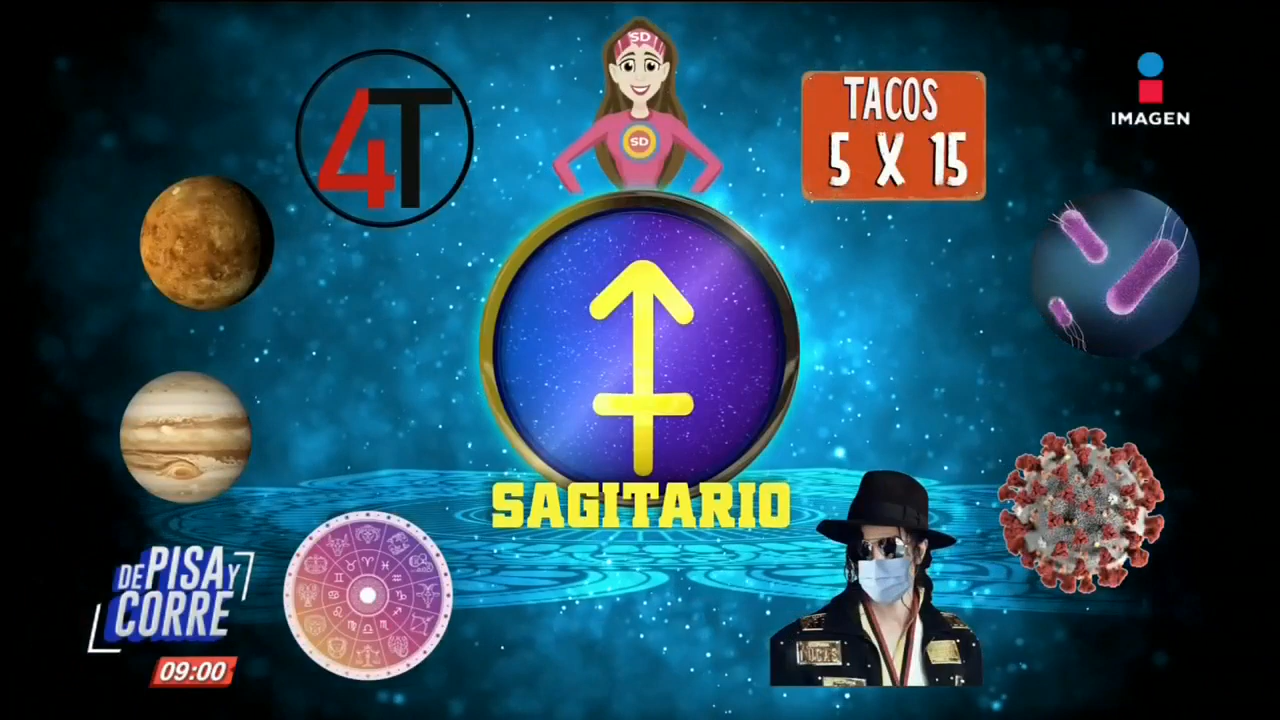 SD
4T
TACOS
5 X 15
IMAGEN
SD
SAGITARIO
DE PISA Y
CORRE
09:00